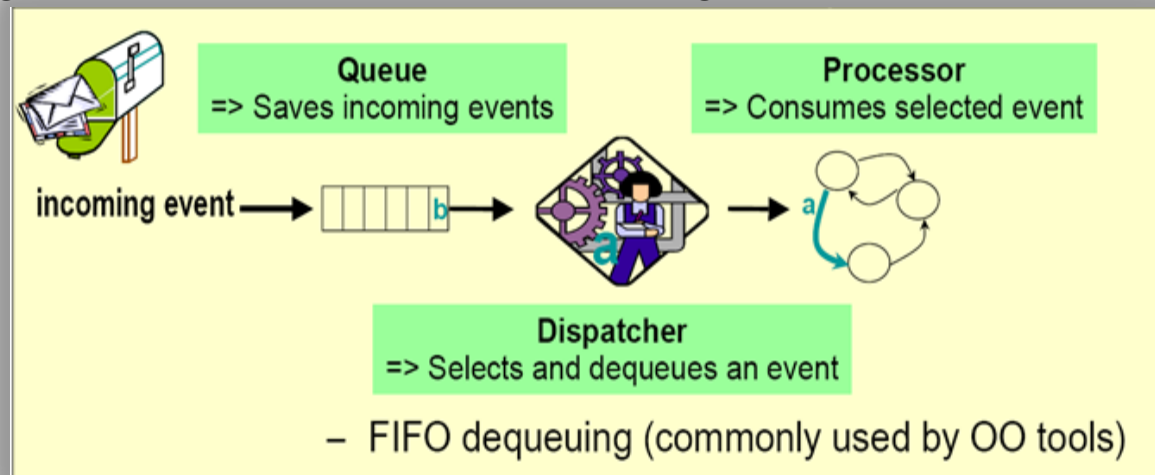 Queue
=> Saves incoming events
Processor
=> Consumes selected event
incoming event
b
a
a
Dispatcher
=> Selects and dequeues an event
– FIFO dequeuing (commonly used by OO tools)